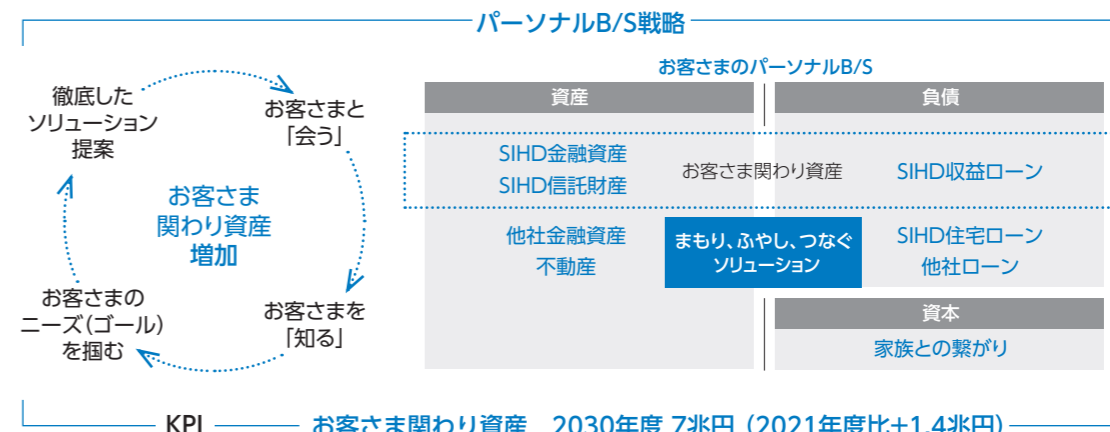 パーソナルB/S戦略
徹底した
ソリューション
提案
お客さまと
「会う」
お客さまを
「知る」
お客さまの
ニーズ(ゴール)
を掴む
お客さま
関わり資産
増加
お客さまのパーソナルB/S
資産
負債
SIHD金融資産
SIHD信託財産
お客さま関わり資産
SIHD収益ローン
他社金融資産
不動産
まもり、ふやし、つなぐ
ソリューション
SIHD住宅ローン
他社ローン
資本
家族との繋がり
KPI お客さま関わり資産 2030年度 7兆円(2021年度比+1.4兆円)